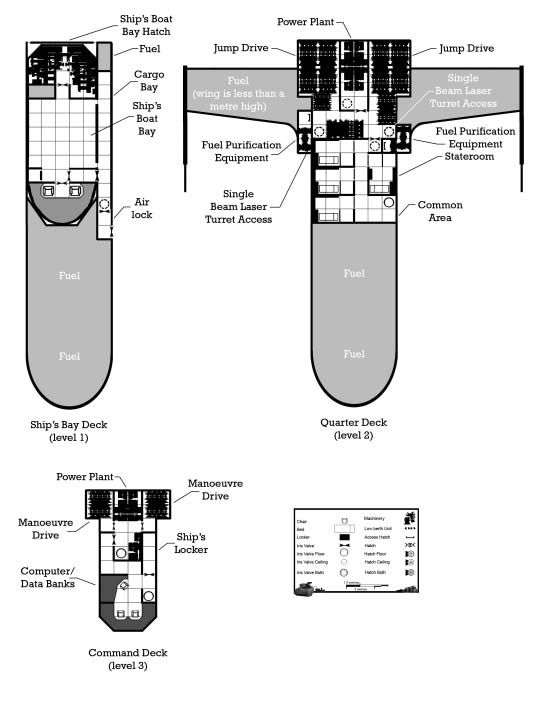 Ship's Boat
Bay Hatch
Fuel
Cargo
Bay
Ship's
Boat
Bay
Air
lock
Fuel
Fuel
Ship's Bay Deck
(level 1)
Power Plant
Jump Drive
Jump Drive
Fuel
(wing is less than a
metre high)
Single
Beam Laser
Turret Access
Fuel Purification
Equipment
Fuel Purification
Equipment
Stateroom
Single
Beam Laser
Turret Access
Common
Area
Fuel
Fuel
Quarter Deck
(level 2)
Power Plant
Manoeuvre
Drive
Manoeuvre
Drive
Ship's
Locker
Computer/
Data Banks
Command Deck
(level 3)
Chair
Machinery
Bed
Low berth Unit
Locker
Access Hatch
Iris Valve
Hatch
Iris Valve Floor
Hatch Floor
Iris Valve Ceiling
Hatch Ceiling
Iris Valve Both
Hatch Both
1.5 metres